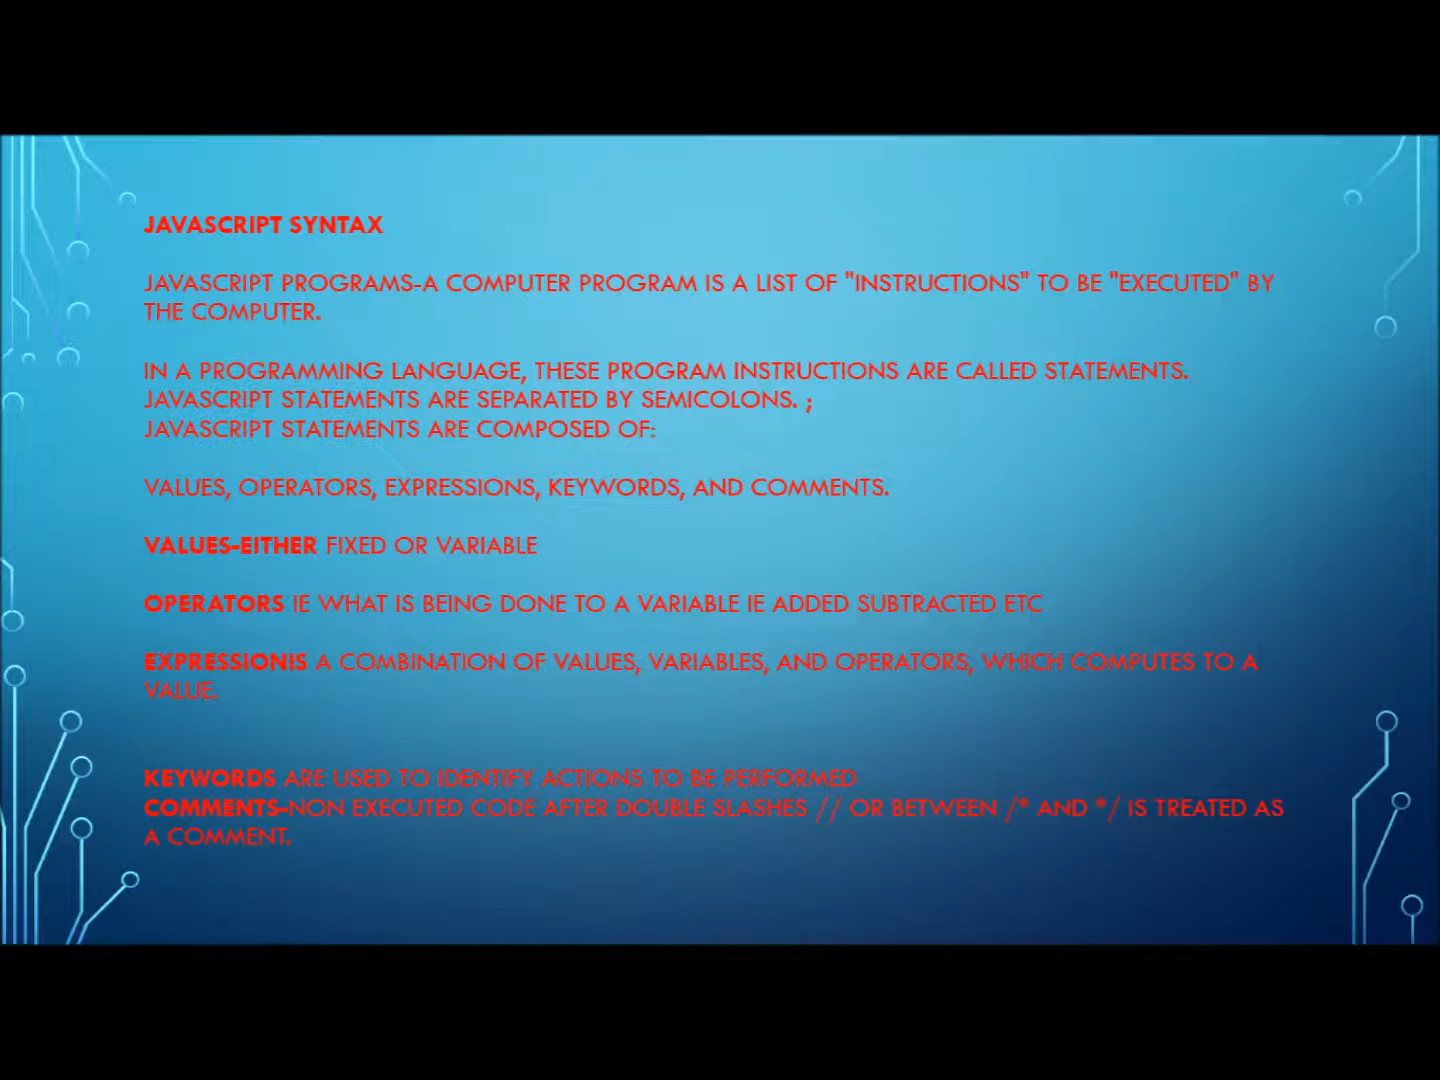 JAVASCRIPT SYNTAX
JAVASCRIPT PROGRAMS-A COMPUTER PROGRAM IS A LIST OF "INSTRUCTIONS" TO BE "EXECUTED" BY
THE COMPUTER.
IN A PROGRAMMING LANGUAGE, THESE PROGRAM INSTRUCTIONS ARE CALLED STATEMENTS.
JAVASCRIPT STATEMENTS ARE SEPARATED BY SEMICOLONS. ;
JAVASCRIPT STATEMENTS ARE COMPOSED OF:
VALUES, OPERATORS, EXPRESSIONS, KEYWORDS, AND COMMENTS.
VALUES-EITHER FIXED OR VARIABLE
OPERATORS IE WHAT IS BEING DONE TO A VARIABLE IE ADDED SUBTRACTED ETC
EXPRESSIONIS A COMBINATION OF VALUES, VARIABLES, AND OPERATORS, WHICH COMPUTES TO A
VALUE.
KEYWORDS ARE USED TO IDENTIFY ACTIONS TO BE PERFORMED
COMMENTS-NON EXECUTED CODE AFTER DOUBLE SLASHES // OR BETWEEN /* AND */ IS TREATED AS
A COMMENT.